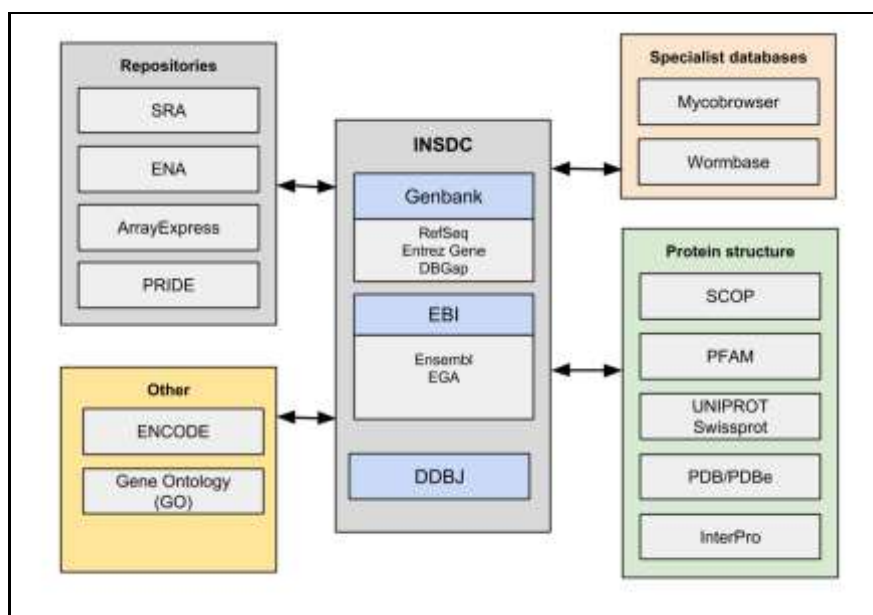 Repositories
SRA
ENA
ArrayExpress
PRIDE
Other
ENCODE
Gene Ontology
(GO)
INSDC
Genbank
RefSeq
Entrez Gene
DBGap
EBI
Ensembl
EGA
DDBJ
Specialist databases
Mycobrowser
Wormbase
Protein structure
SCOP
PFAM
UNIPROT
Swissprot
PDB/PDBe
InterPro